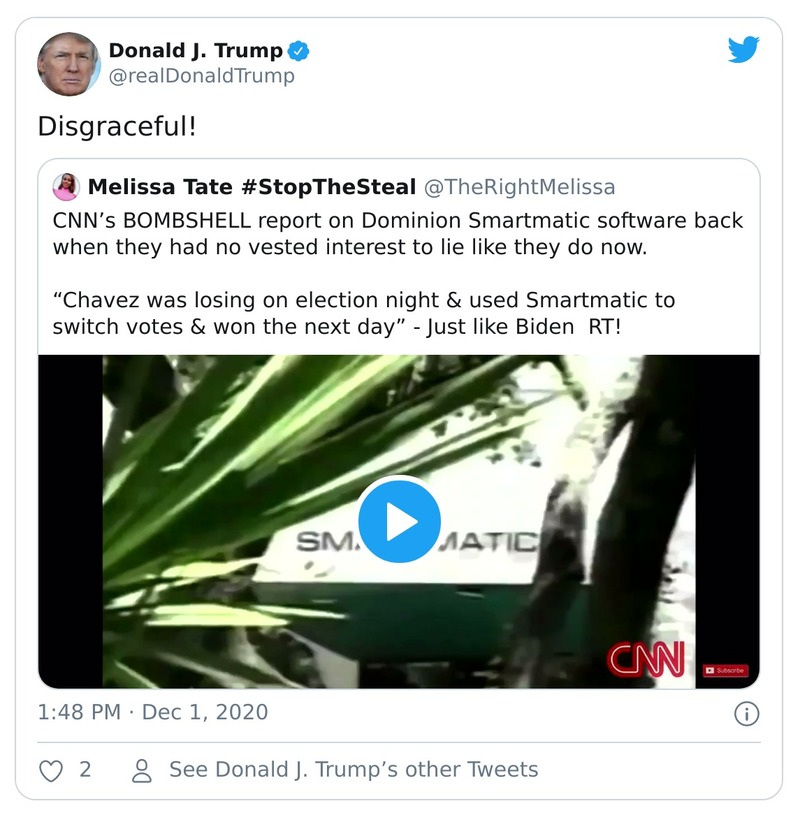 Donald J. Trump
@realDonaldTrump
Disgraceful!
Melissa Tate #StopTheSteal @TheRightMelissa
CNN’s BOMBSHELL report on Dominion Smartmatic software back
when they had no vested interest to lie like they do now.
“Chavez was losing on election night & used Smartmatic to
switch votes & won the next day” - Just like Biden  RT!
SM MATIC
CNN
Subscribe
1:48 PM · Dec 1, 2020
2
See Donald J. Trump’s other Tweets